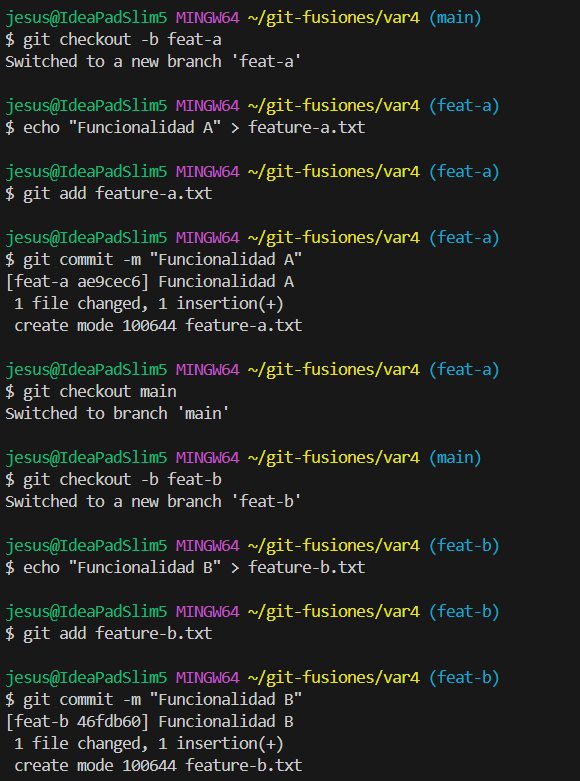 jesus@IdeaPadSlim5 MINGW64 ~/git-fusiones/var4 (main)
$ git checkout -b feat-a
Switched to a new branch 'feat-a'
jesus@IdeaPadSlim5 MINGW64 ~/git-fusiones/var4 (feat-a)
$ echo "Funcionalidad A" > feature-a.txt
jesus@IdeaPadSlim5 MINGW64 ~/git-fusiones/var4 (feat-a)
$ git add feature-a.txt
jesus@IdeaPadSlim5 MINGW64 ~/git-fusiones/var4 (feat-a)
$ git commit -m "Funcionalidad A"
[feat-a ae9cec6] Funcionalidad A
 1 file changed, 1 insertion(+)
 create mode 100644 feature-a.txt
jesus@IdeaPadSlim5 MINGW64 ~/git-fusiones/var4 (feat-a)
$ git checkout main
Switched to branch 'main'
jesus@IdeaPadSlim5 MINGW64 ~/git-fusiones/var4 (main)
$ git checkout -b feat-b
Switched to a new branch 'feat-b'
jesus@IdeaPadSlim5 MINGW64 ~/git-fusiones/var4 (feat-b)
$ echo "Funcionalidad B" > feature-b.txt
jesus@IdeaPadSlim5 MINGW64 ~/git-fusiones/var4 (feat-b)
$ git add feature-b.txt
jesus@IdeaPadSlim5 MINGW64 ~/git-fusiones/var4 (feat-b)
$ git commit -m "Funcionalidad B"
[feat-b 46fdb60] Funcionalidad B
 1 file changed, 1 insertion(+)
 create mode 100644 feature-b.txt